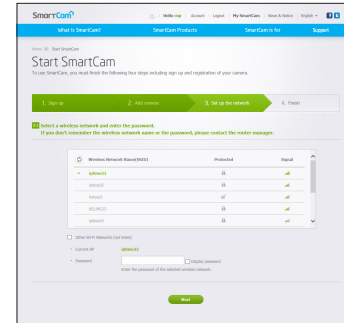 SmartCam
Hello | Account | Logout | My SmartCam | News & Notice | English
What is SmartCam? SmartCam Products SmartCam is for Support
Home Start SmartCam
Start SmartCam
To use SmartCam, you must finish the following four steps including sign up and registration of your camera.
1. Sign up 2. Add camera 3. Set up the network 4. Finish
Select a wireless network and enter the password.
If you don't remember the wireless network name or the password, please contact the router manager.
Wireless Network Name(SSID) Protected Signal
Other Wi-Fi Networks
Current AP
Password Display password
Enter the password of the selected wireless network.
Next